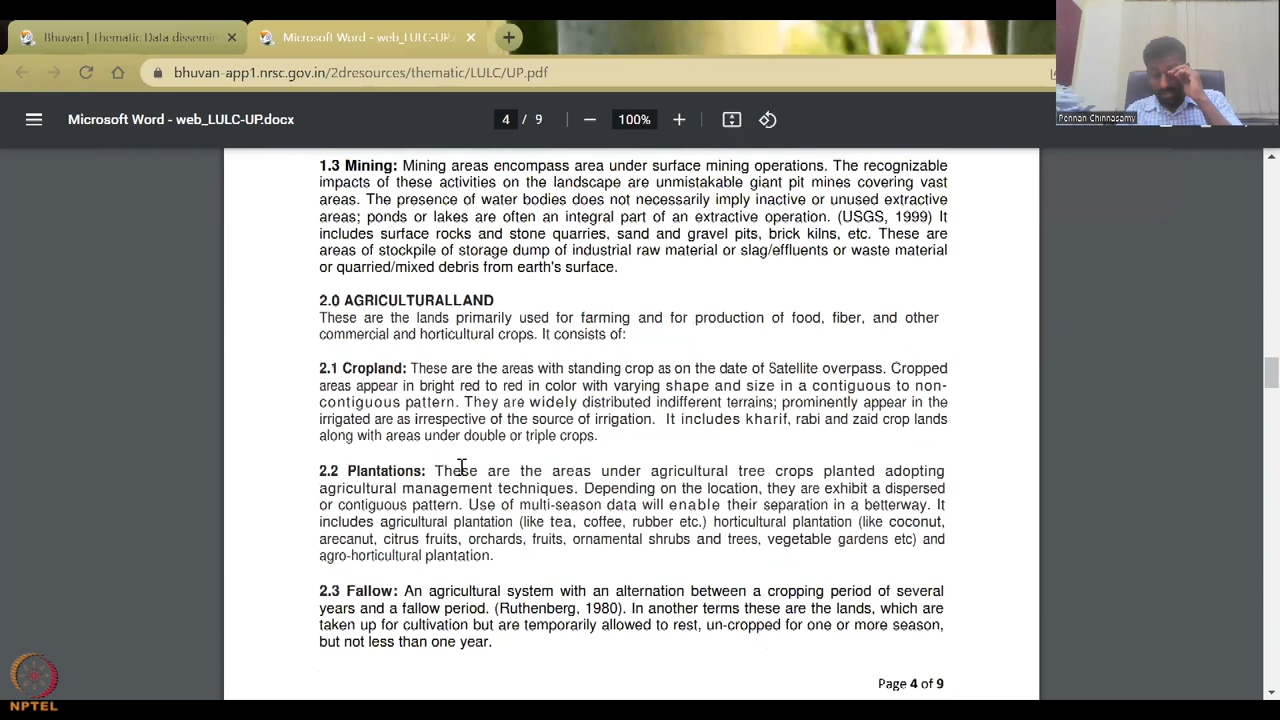 Bhuvan | Thematic Data dissemin
Microsoft Word - web_LULC-UP.
bhuvan-app1.nrsc.gov.in/2dresources/thematic/LULC/UP.pdf
Microsoft Word - web_LULC-UP.docx
4 / 9
100%
Pennan Chinnasamy
1.3 Mining: Mining areas encompass area under surface mining operations. The recognizable
impacts of these activities on the landscape are unmistakable giant pit mines covering vast
areas. The presence of water bodies does not necessarily imply inactive or unused extractive
areas; ponds or lakes are often an integral part of an extractive operation. (USGS, 1999) It
includes surface rocks and stone quarries, sand and gravel pits, brick kilns, etc. These are
areas of stockpile of storage dump of industrial raw material or slag/effluents or waste material
or quarried/mixed debris from earth's surface.
2.0 AGRICULTURALLAND
These are the lands primarily used for farming and for production of food, fiber, and other
commercial and horticultural crops. It consists of:
2.1 Cropland: These are the areas with standing crop as on the date of Satellite overpass. Cropped
areas appear in bright red to red in color with varying shape and size in a contiguous to non-
contiguous pattern. They are widely distributed indifferent terrains; prominently appear in the
irrigated are as irrespective of the source of irrigation. It includes kharif, rabi and zaid crop lands
along with areas under double or triple crops.
2.2 Plantations: These are the areas under agricultural tree crops planted adopting
agricultural management techniques. Depending on the location, they are exhibit a dispersed
or contiguous pattern. Use of multi-season data will enable their separation in a betterway. It
includes agricultural plantation (like tea, coffee, rubber etc.) horticultural plantation (like coconut,
arecanut, citrus fruits, orchards, fruits, ornamental shrubs and trees, vegetable gardens etc) and
agro-horticultural plantation.
2.3 Fallow: An agricultural system with an alternation between a cropping period of several
years and a fallow period. (Ruthenberg, 1980). In another terms these are the lands, which are
taken up for cultivation but are temporarily allowed to rest, un-cropped for one or more season,
but not less than one year.
Page 4 of 9
NPTEL